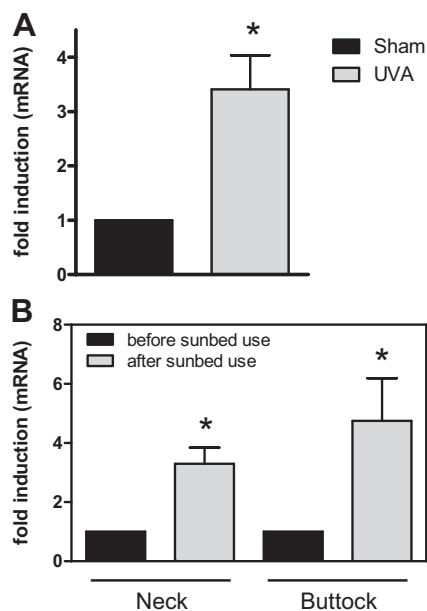 A
fold induction (mRNA)
4
3
2
1
0
*
Sham
UVA
B
fold induction (mRNA)
8
6
4
2
0
before sunbed use
after sunbed use
*
*
Neck
Buttock